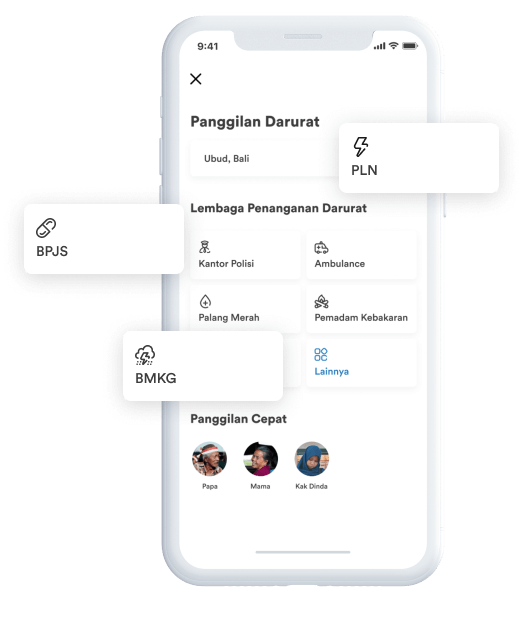 9:41
Panggilan Darurat
Ubud, Bali
PLN
Lembaga Penanganan Darurat
BPJS
Kantor Polisi
Ambulance
Palang Merah
Pemadam Kebakaran
BMKG
Lainnya
Panggilan Cepat
Papa
Mama
Kak Dinda